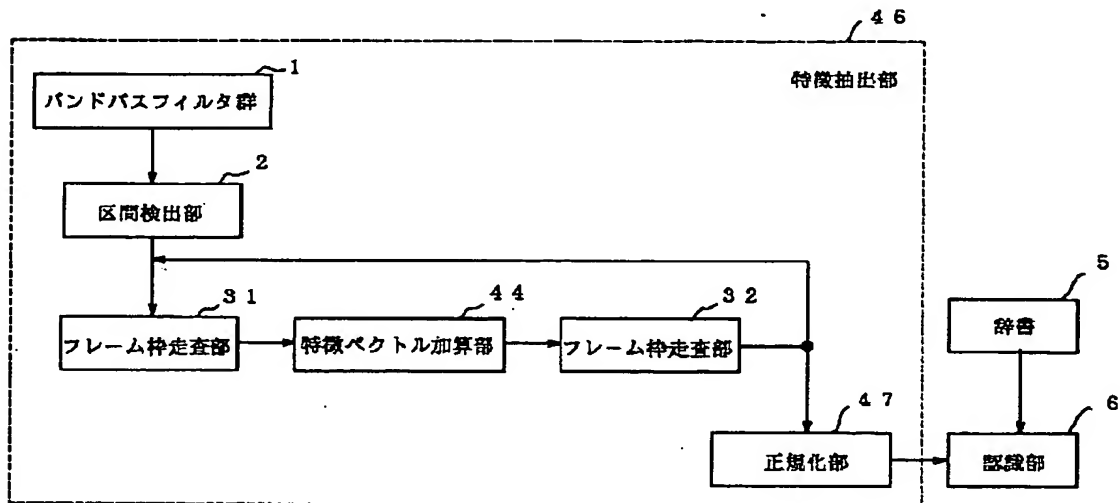 46
特徴抽出部
1
バンドパスフィルタ群
2
区間検出部
31
フレーム枠走査部
44
特徴ベクトル加算部
32
フレーム枠走査部
5
辞書
47
正規化部
6
認識部